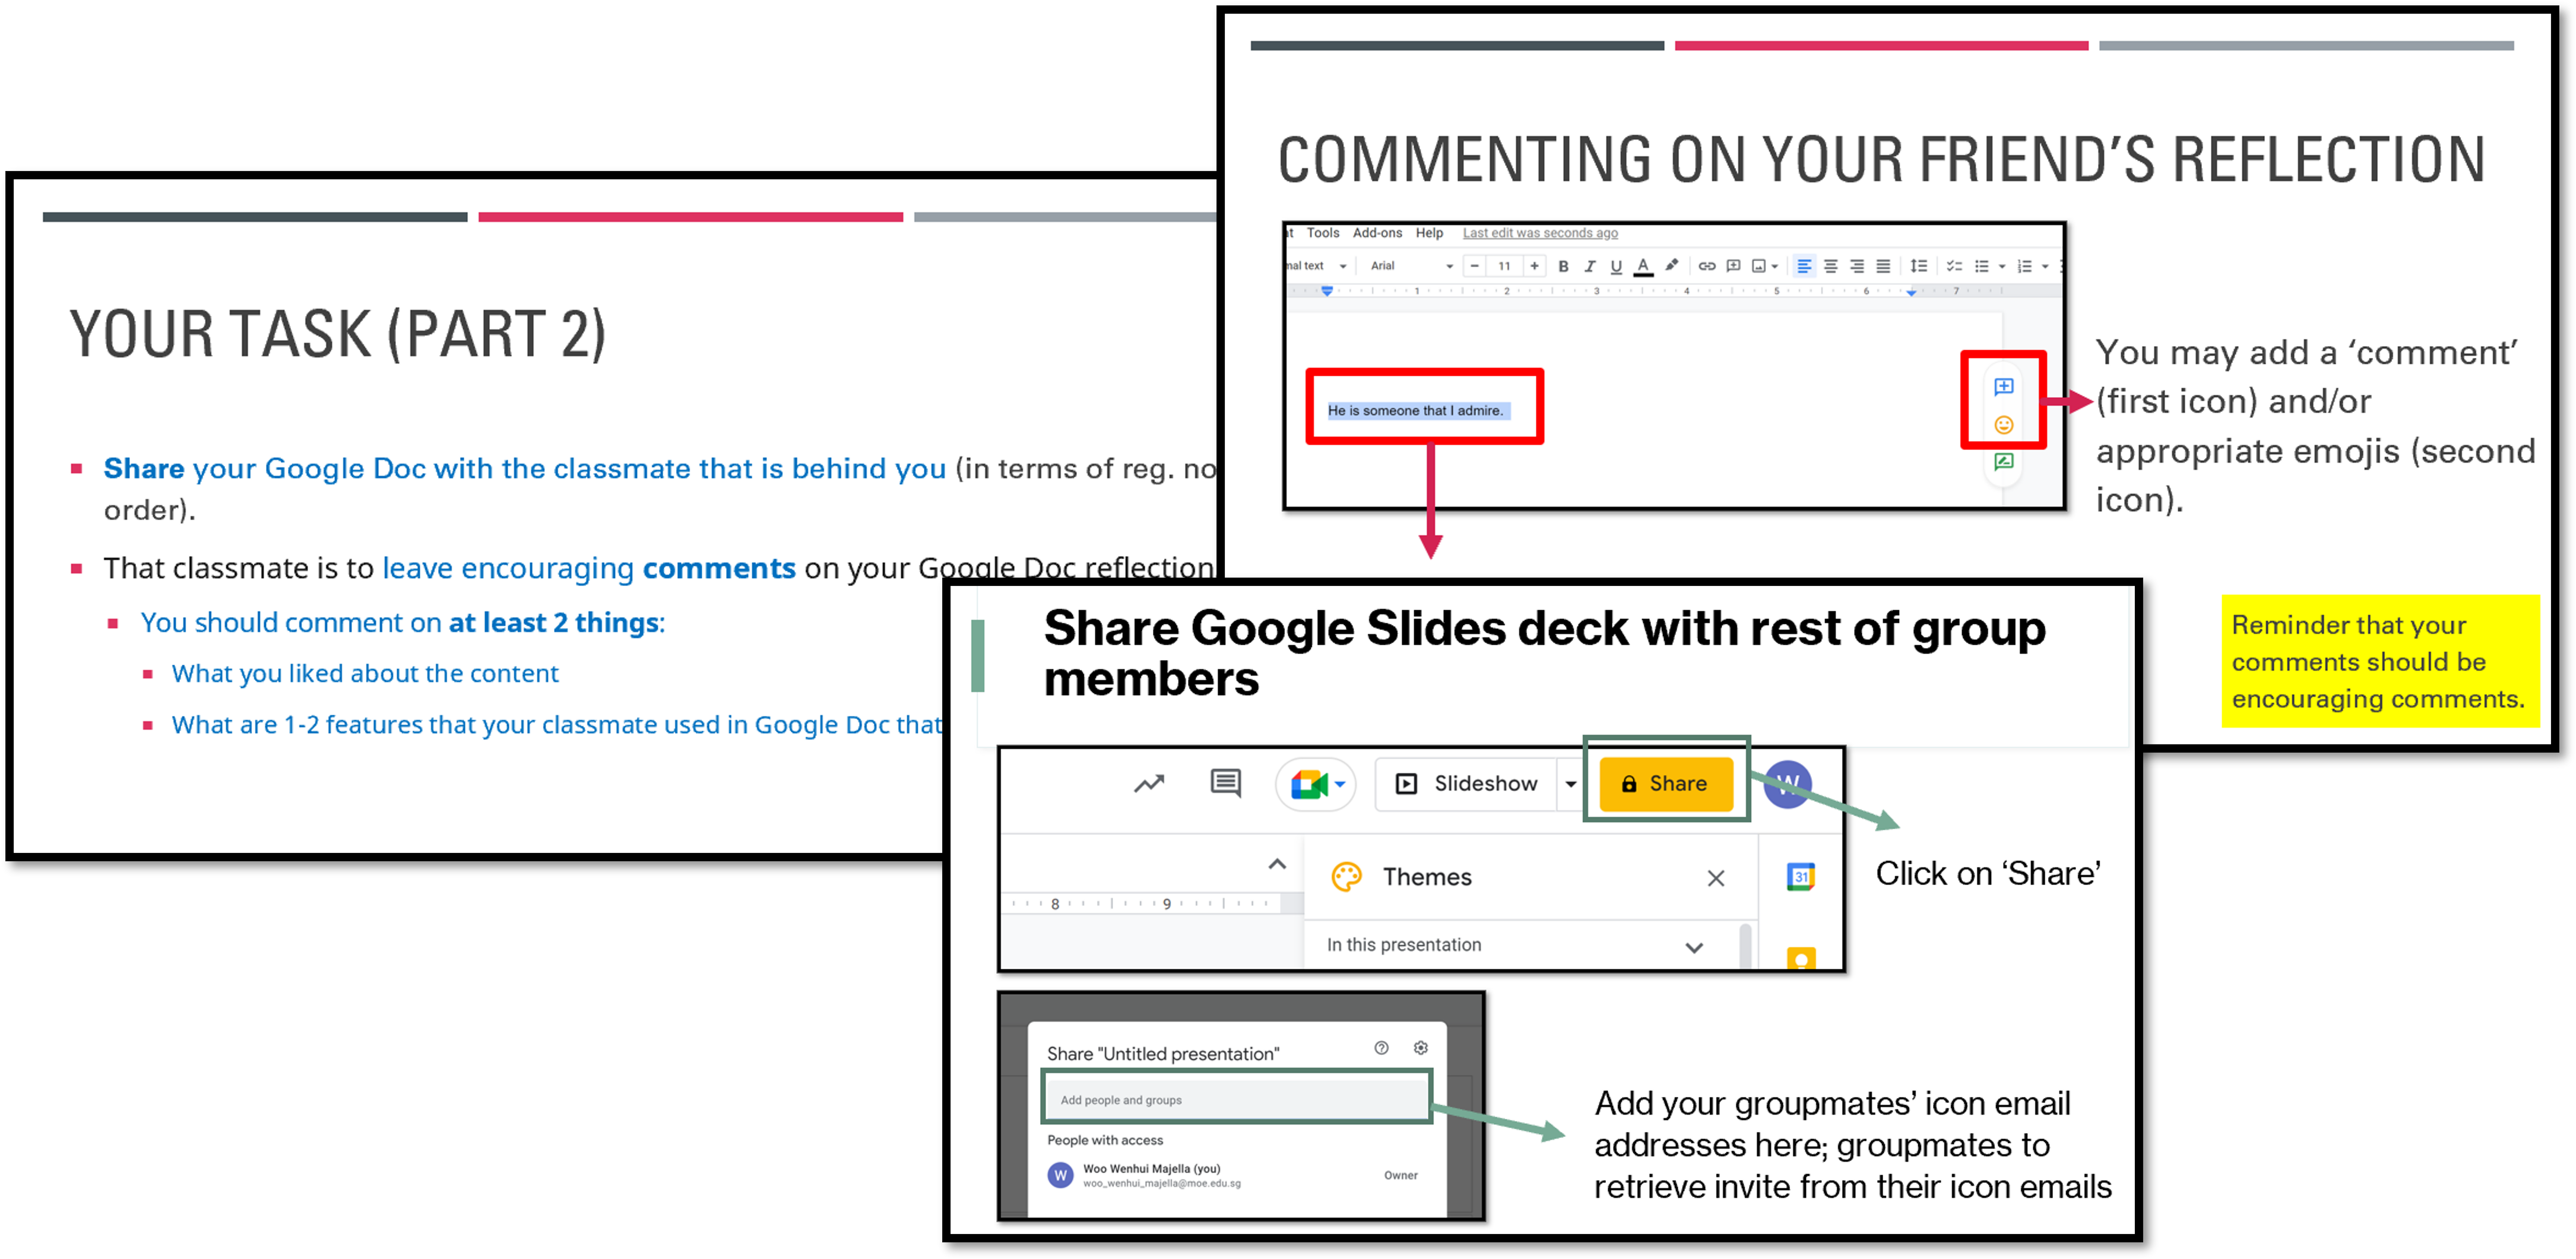 YOUR TASK (PART 2)
Share your Google Doc with the classmate that is behind you (in terms of reg. no
order).
That classmate is to leave encouraging comments on your Google Doc reflection
You should comment on at least 2 things:
What you liked about the content
What are 1-2 features that your classmate used in Google Doc that
COMMENTING ON YOUR FRIEND’S REFLECTION
Tools Add-ons Help Last edit was seconds ago
nal text Arial − 11 + B I U A
1 2 3 4 5 6 7
He is someone that I admire.
You may add a ‘comment’
(first icon) and/or
appropriate emojis (second
icon).
Reminder that your
comments should be
encouraging comments.
Share Google Slides deck with rest of group
members
Slideshow Share W
Themes
31
8 9
In this presentation
Click on ‘Share’
Share "Untitled presentation"
Add people and groups
People with access
W Woo Wenhui Majella (you)
woo_wenhui_majella@moe.edu.sg
Owner
Add your groupmates’ icon email
addresses here; groupmates to
retrieve invite from their icon emails